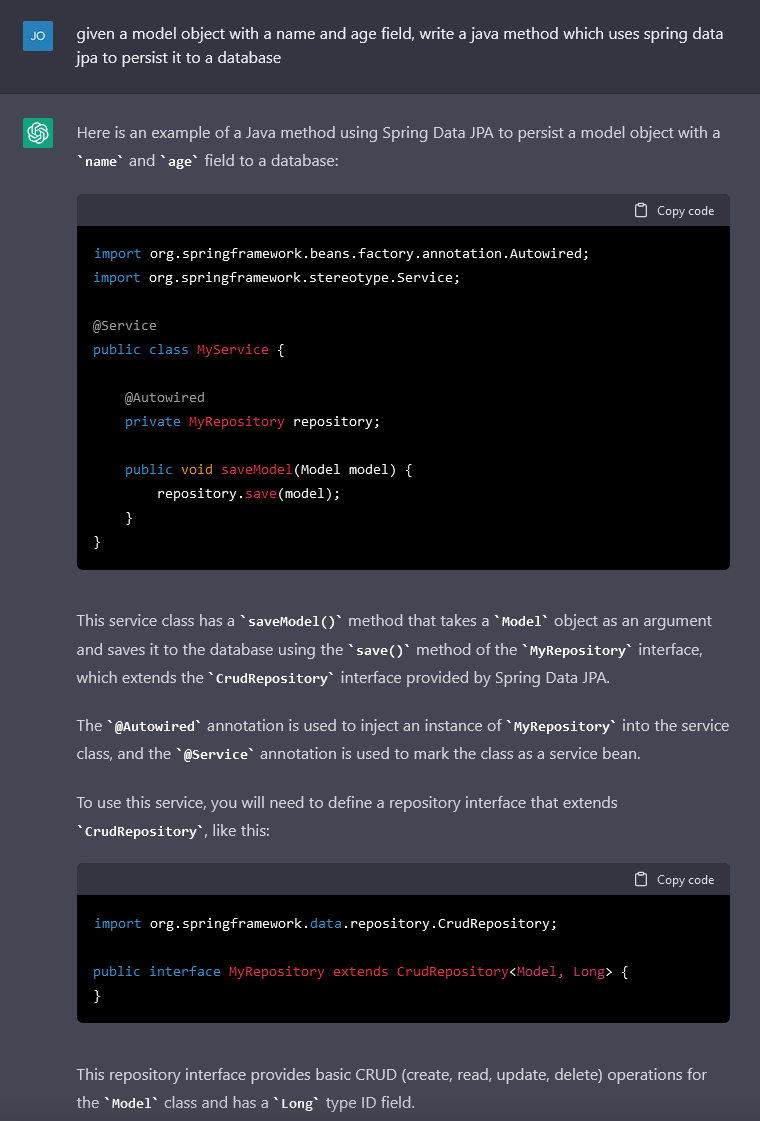 JO
given a model object with a name and age field, write a java method which uses spring data
jpa to persist it to a database
Here is an example of a Java method using Spring Data JPA to persist a model object with a
`name` and `age` field to a database:
Copy code
import org.springframework.beans.factory.annotation.Autowired;
import org.springframework.stereotype.Service;
@Service
public class MyService {
    @Autowired
    private MyRepository repository;
    public void saveModel(Model model) {
        repository.save(model);
    }
}
This service class has a `saveModel()` method that takes a `Model` object as an argument
and saves it to the database using the `save()` method of the `MyRepository` interface,
which extends the `CrudRepository` interface provided by Spring Data JPA.
The `@Autowired` annotation is used to inject an instance of `MyRepository` into the service
class, and the `@Service` annotation is used to mark the class as a service bean.
To use this service, you will need to define a repository interface that extends
`CrudRepository`, like this:
Copy code
import org.springframework.data.repository.CrudRepository;
public interface MyRepository extends CrudRepository<Model, Long> {
}
This repository interface provides basic CRUD (create, read, update, delete) operations for
the `Model` class and has a `Long` type ID field.